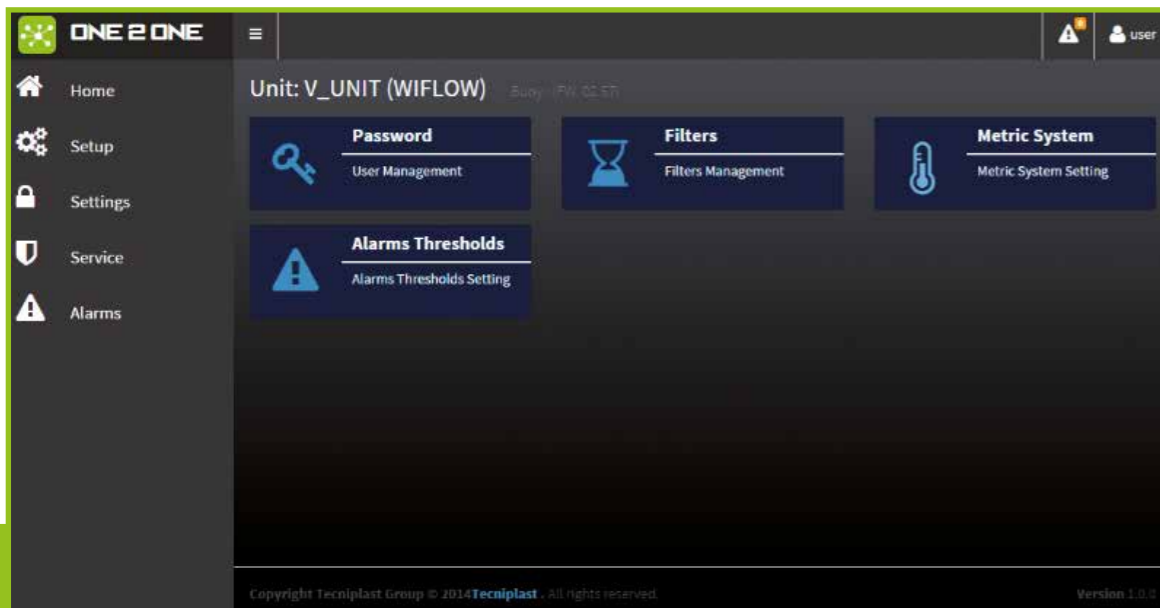 ONE 2 ONE
user
Home
Setup
Settings
Service
Alarms
Unit: V_UNIT (WIFLOW)
Password
User Management
Filters
Filters Management
Metric System
Metric System Setting
Alarms Thresholds
Alarms Thresholds Setting
Copyright Tecniplast Group © 2014 Tecniplast . All rights reserved.
Version 1.0.0